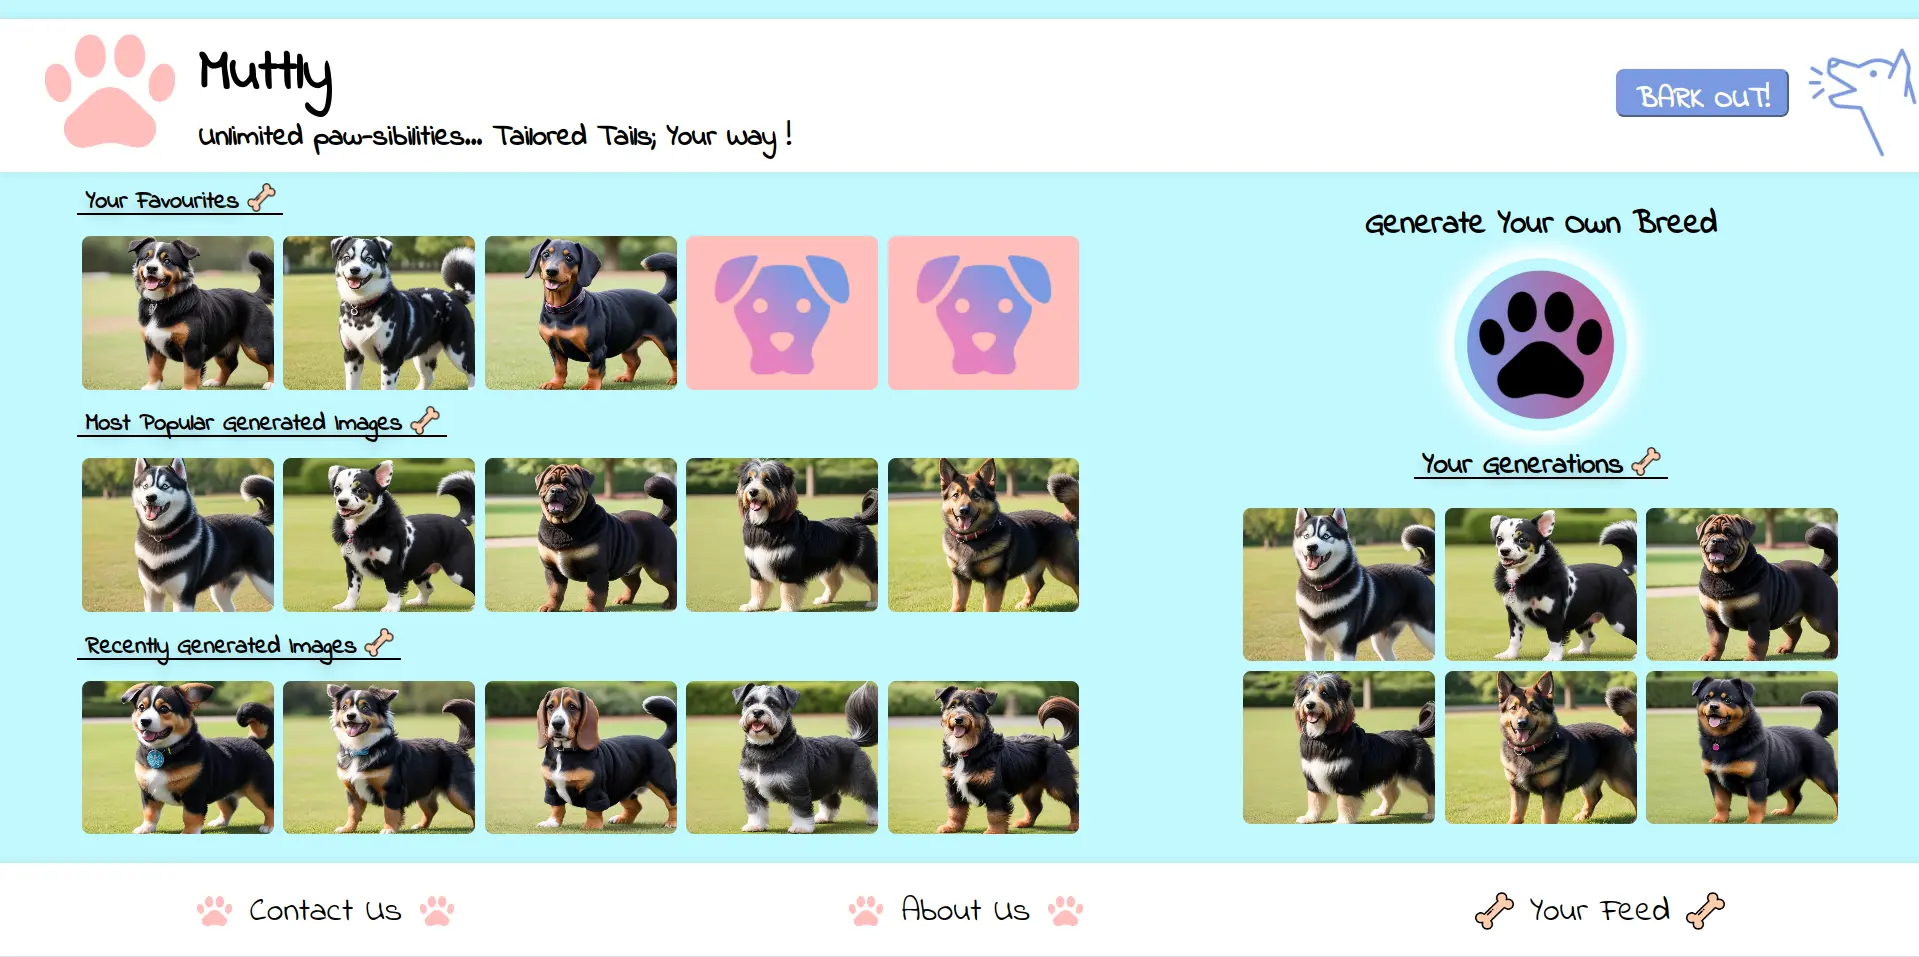 Muttly
Unlimited paw-sibilities... Tailored Tails; Your way !
BARK OUT!
Your Favourites
Most Popular Generated Images
Recently Generated Images
Generate Your Own Breed
Your Generations
Contact Us
About Us
Your Feed